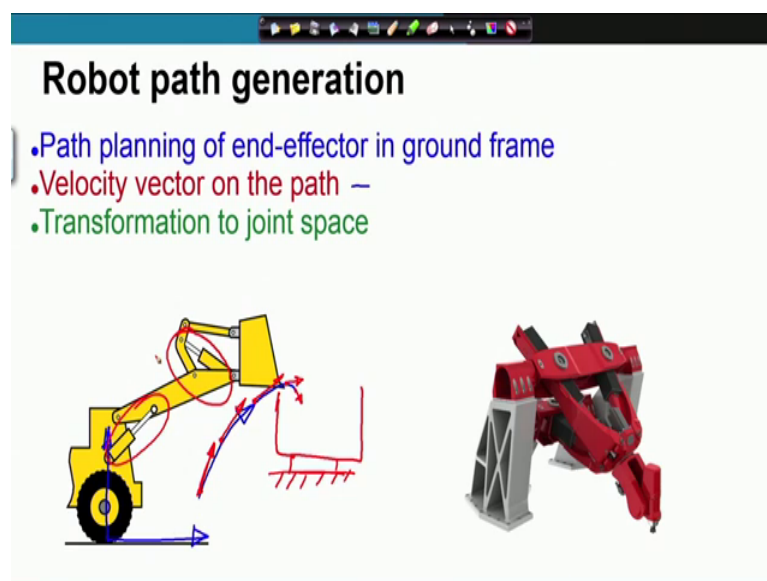 Robot path generation
•Path planning of end-effector in ground frame
•Velocity vector on the path
•Transformation to joint space